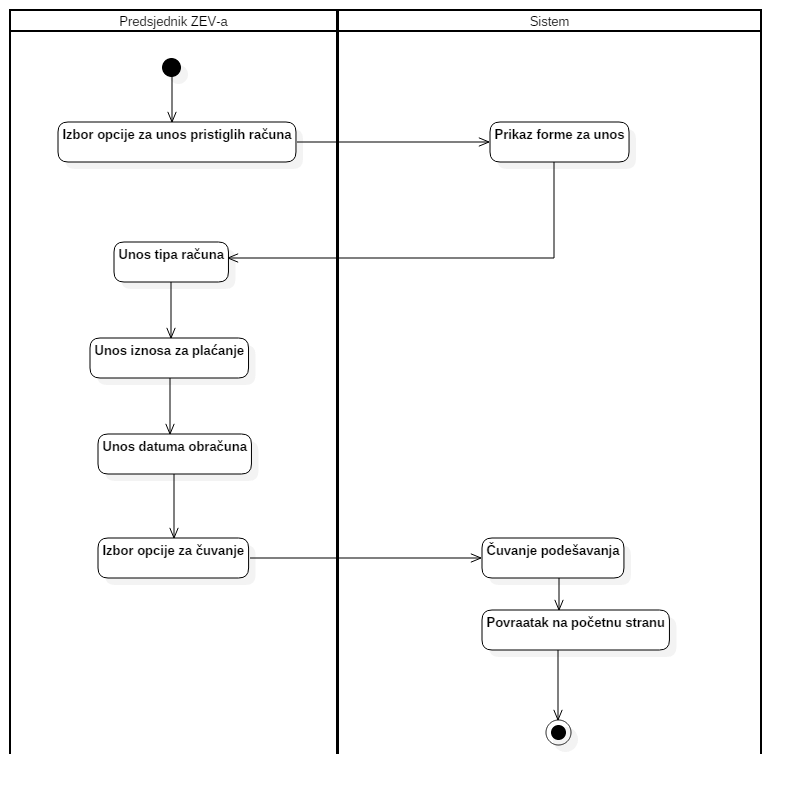 Predsjednik ZEV-a
Sistem
Izbor opcije za unos pristiglih računa
Prikaz forme za unos
Unos tipa računa
Unos iznosa za plaćanje
Unos datuma obračuna
Izbor opcije za čuvanje
Čuvanje podešavanja
Povraatak na početnu stranu